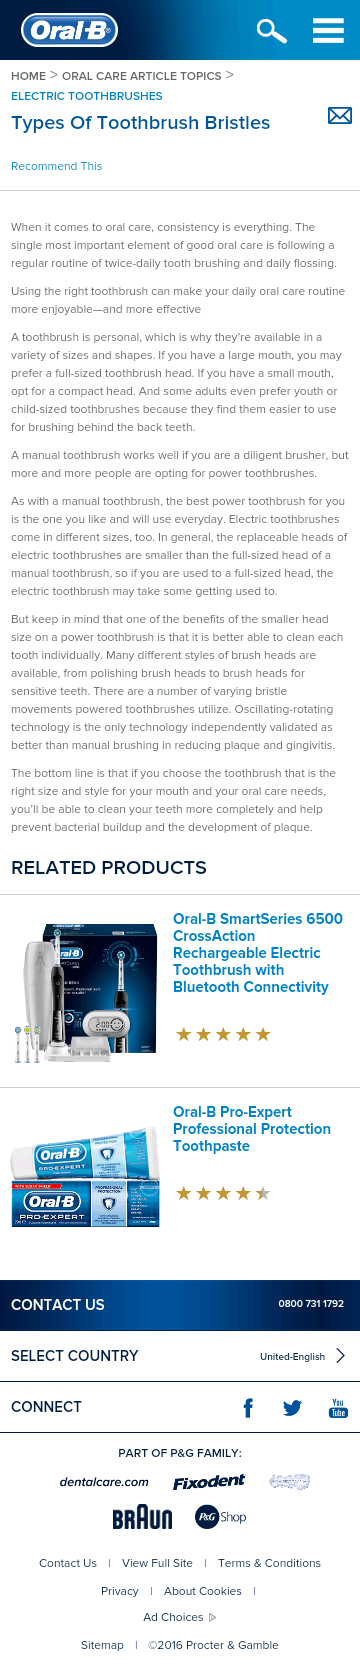 Oral-B
HOME > ORAL CARE ARTICLE TOPICS >
ELECTRIC TOOTHBRUSHES
Types Of Toothbrush Bristles
Recommend This
When it comes to oral care, consistency is everything. The
single most important element of good oral care is following a
regular routine of twice-daily tooth brushing and daily flossing.
Using the right toothbrush can make your daily oral care routine
more enjoyable—and more effective
A toothbrush is personal, which is why they're available in a
variety of sizes and shapes. If you have a large mouth, you may
prefer a full-sized toothbrush head. If you have a small mouth,
opt for a compact head. And some adults even prefer youth or
child-sized toothbrushes because they find them easier to use
for brushing behind the back teeth.
A manual toothbrush works well if you are a diligent brusher, but
more and more people are opting for power toothbrushes.
As with a manual toothbrush, the best power toothbrush for you
is the one you like and will use everyday. Electric toothbrushes
come in different sizes, too. In general, the replaceable heads of
electric toothbrushes are smaller than the full-sized head of a
manual toothbrush, so if you are used to a full-sized head, the
electric toothbrush may take some getting used to.
But keep in mind that one of the benefits of the smaller head
size on a power toothbrush is that it is better able to clean each
tooth individually. Many different styles of brush heads are
available, from polishing brush heads to brush heads for
sensitive teeth. There are a number of varying bristle
movements powered toothbrushes utilize. Oscillating-rotating
technology is the only technology independently validated as
better than manual brushing in reducing plaque and gingivitis.
The bottom line is that if you choose the toothbrush that is the
right size and style for your mouth and your oral care needs,
you'll be able to clean your teeth more completely and help
prevent bacterial buildup and the development of plaque.
RELATED PRODUCTS
Oral-B
Oral-B SmartSeries 6500
CrossAction
Rechargeable Electric
Toothbrush with
Bluetooth Connectivity
Oral-B
PRO-EXPERT
PROFESSIONAL
PROTECTION
Oral-B
PRO-EXPERT
Oral-B Pro-Expert
Professional Protection
Toothpaste
CONTACT US 0800 731 1792
SELECT COUNTRY United-English
CONNECT You Tube
PART OF P&G FAMILY:
dentalcare.com Fixodent
BRAUN P&G Shop
Contact Us | View Full Site | Terms & Conditions
Privacy | About Cookies |
Ad Choices
Sitemap | ©2016 Procter & Gamble